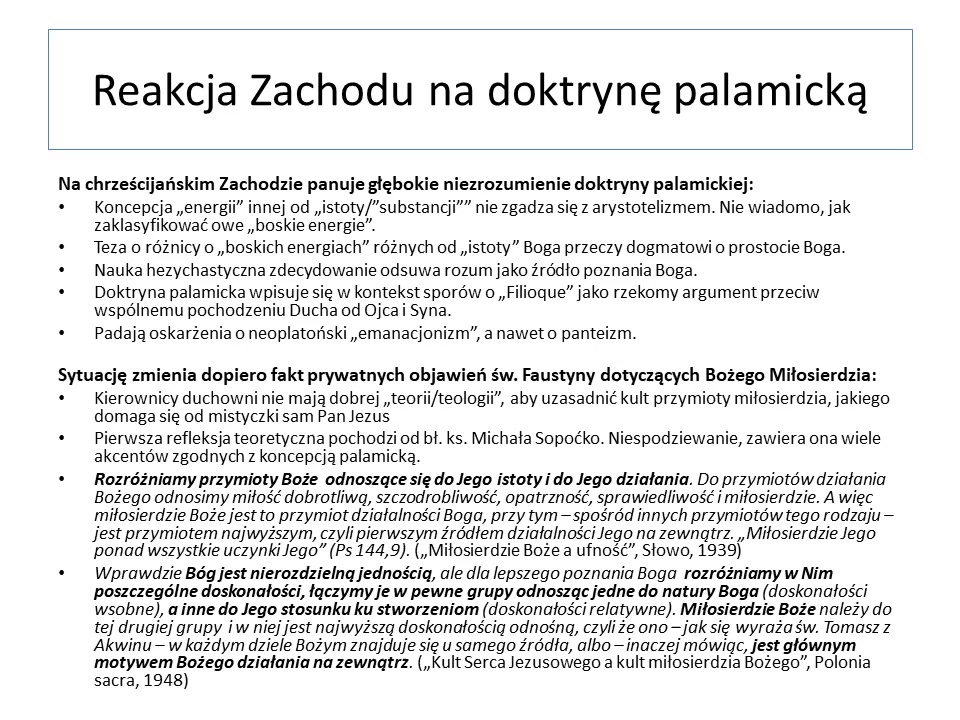 Reakcja Zachodu na doktrynę palamicką
Na chrześcijańskim Zachodzie panuje głębokie niezrozumienie doktryny palamickiej:
• Koncepcja „energii” innej od „istoty/”substancji”” nie zgadza się z arystotelizmem. Nie wiadomo, jak
zaklasyfikować owe „boskie energie”.
• Teza o różnicy o „boskich energiach” różnych od „istoty” Boga przeczy dogmatowi o prostocie Boga.
• Nauka hezychastyczna zdecydowanie odsuwa rozum jako źródło poznania Boga.
• Doktryna palamicka wpisuje się w kontekst sporów o „Filioque” jako rzekomy argument przeciw
wspólnemu pochodzeniu Ducha od Ojca i Syna.
• Padają oskarżenia o neoplatoński „emanacjonizm”, a nawet o panteizm.
Sytuację zmienia dopiero fakt prywatnych objawień św. Faustyny dotyczących Bożego Miłosierdzia:
• Kierownicy duchowni nie mają dobrej „teorii/teologii”, aby uzasadnić kult przymioty miłosierdzia, jakiego
domaga się od mistyczki sam Pan Jezus
• Pierwsza refleksja teoretyczna pochodzi od bł. ks. Michała Sopoćko. Niespodziewanie, zawiera ona wiele
akcentów zgodnych z koncepcją palamicką.
• Rozróżniamy przymioty Boże odnoszące się do Jego istoty i do Jego działania. Do przymiotów działania
Bożego odnosimy miłość dobrotliwą, szczodrobliwość, opatrzność, sprawiedliwość i miłosierdzie. A więc
miłosierdzie Boże jest to przymiot działalności Boga, przy tym – spośród innych przymiotów tego rodzaju –
jest przymiotem najwyższym, czyli pierwszym źródłem działalności Jego na zewnątrz. „Miłosierdzie Jego
ponad wszystkie uczynki Jego” (Ps 144,9). („Miłosierdzie Boże a ufność”, Słowo, 1939)
• Wprawdzie Bóg jest nierozdzielną jednością, ale dla lepszego poznania Boga rozróżniamy w Nim
poszczególne doskonałości, łączymy je w pewne grupy odnosząc jedne do natury Boga (doskonałości
wsobne), a inne do Jego stosunku ku stworzeniom (doskonałości relatywne). Miłosierdzie Boże należy do
tej drugiej grupy i w niej jest najwyższą doskonałością odnośną, czyli że ono – jak się wyraża św. Tomasz z
Akwinu – w każdym dziele Bożym znajduje się u samego źródła, albo – inaczej mówiąc, jest głównym
motywem Bożego działania na zewnątrz. („Kult Serca Jezusowego a kult miłosierdzia Bożego”, Polonia
sacra, 1948)